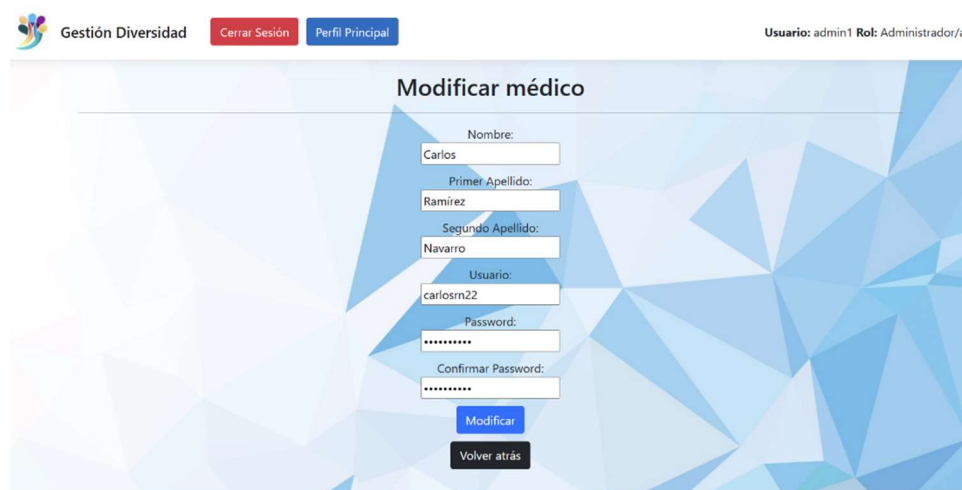 Gestión Diversidad Cerrar Sesión Perfil Principal Usuario: admin1 Rol: Administrador/a
Modificar médico
Nombre:
Carlos
Primer Apellido:
Ramírez
Segundo Apellido:
Navarro
Usuario:
carlosrn22
Password:
••••••••••
Confirmar Password:
••••••••••
Modificar
Volver atrás